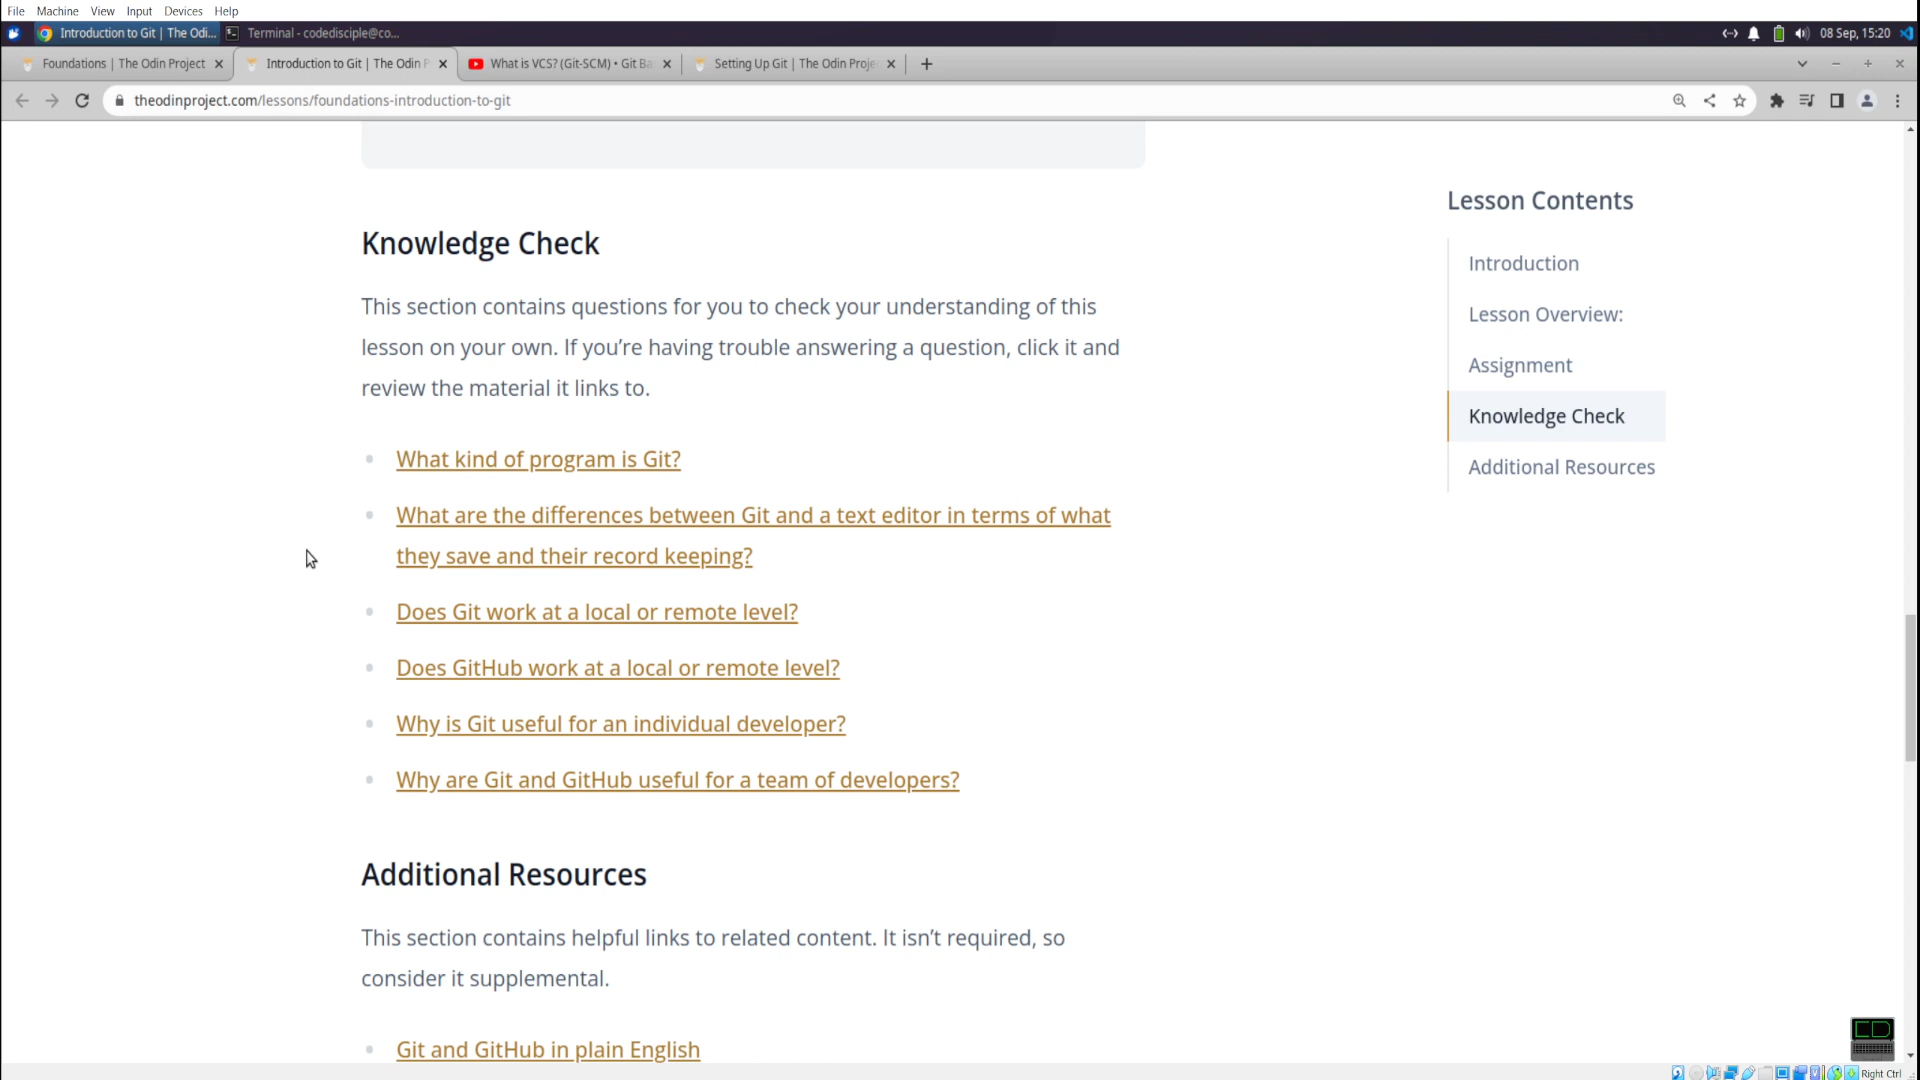 File Machine View Input Devices Help
Introduction to Git | The Odi... Terminal - codedisciple@co... 08 Sep, 15:20
Foundations | The Odin Project Introduction to Git | The Odin P What is VCS? (Git-SCM) • Git Ba Setting Up Git | The Odin Proje
theodinproject.com/lessons/foundations-introduction-to-git
Knowledge Check
This section contains questions for you to check your understanding of this
lesson on your own. If you’re having trouble answering a question, click it and
review the material it links to.
What kind of program is Git?
What are the differences between Git and a text editor in terms of what
they save and their record keeping?
Does Git work at a local or remote level?
Does GitHub work at a local or remote level?
Why is Git useful for an individual developer?
Why are Git and GitHub useful for a team of developers?
Additional Resources
This section contains helpful links to related content. It isn’t required, so
consider it supplemental.
Git and GitHub in plain English
Lesson Contents
Introduction
Lesson Overview:
Assignment
Knowledge Check
Additional Resources
CD
Right Ctrl